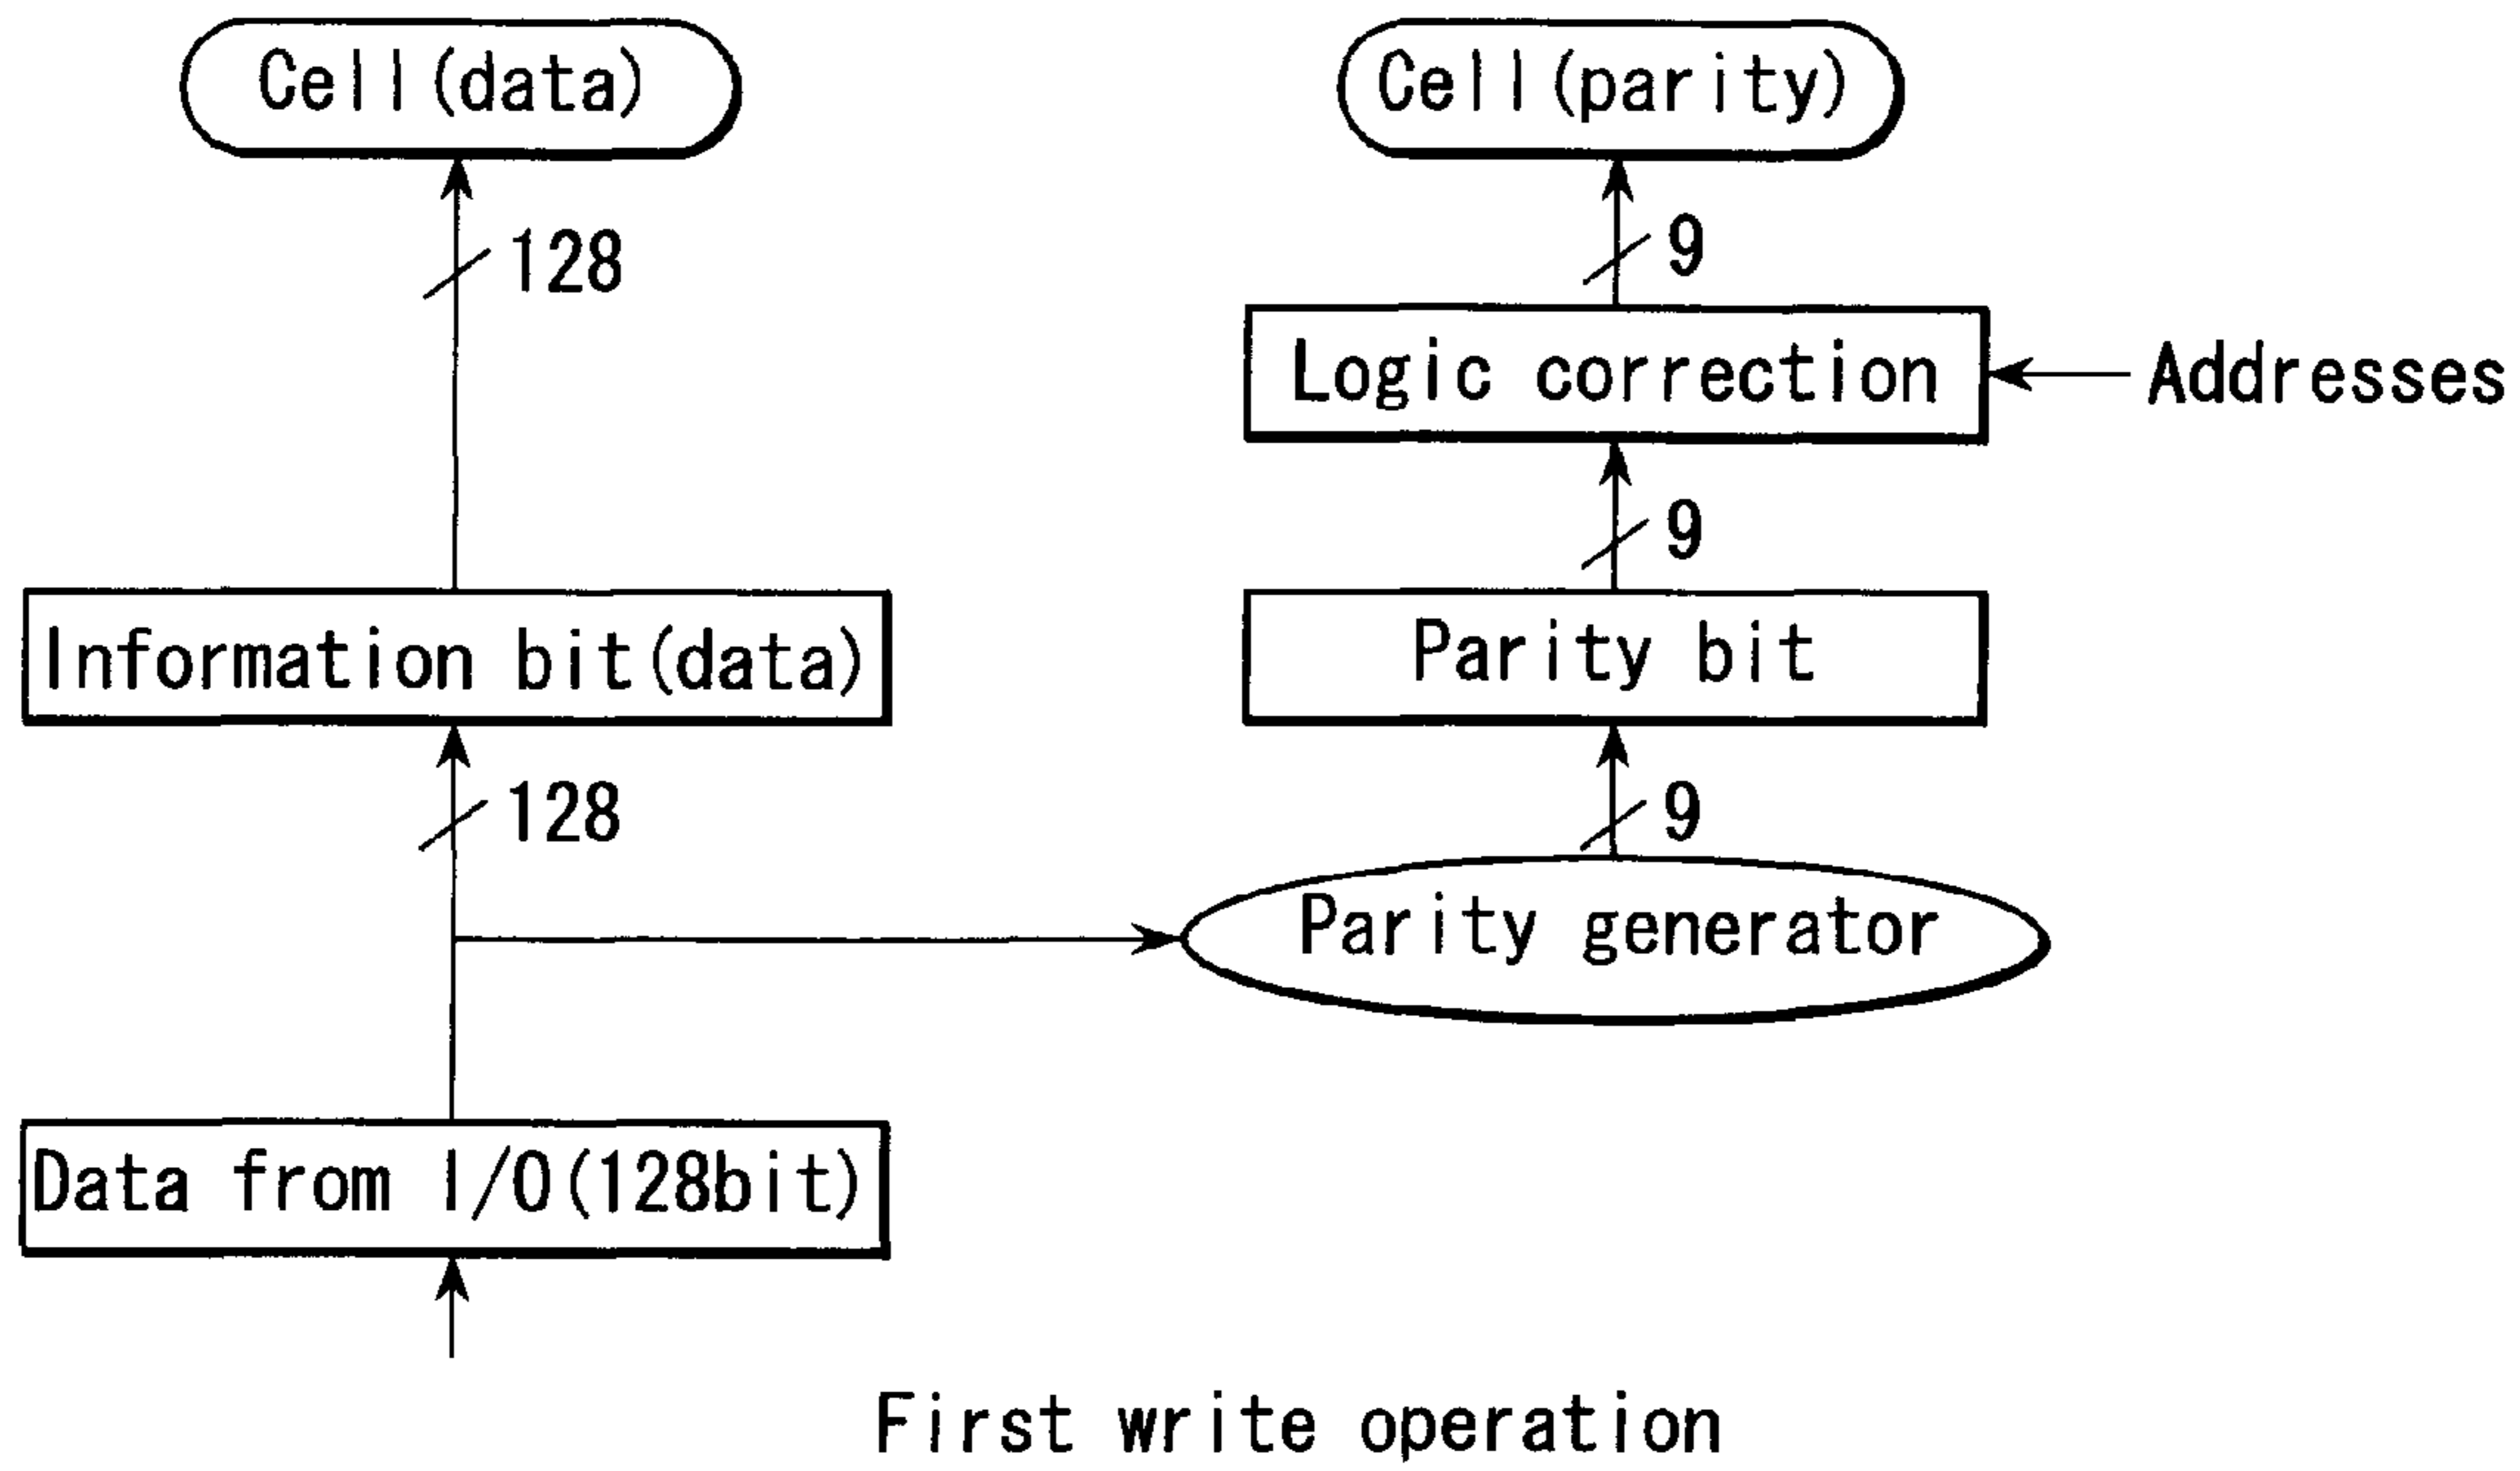 Cell(data)
Cell(parity)
128
9
Logic correction
Addresses
9
Information bit(data)
Parity bit
128
9
Parity generator
Data from I/O(128bit)
First write operation